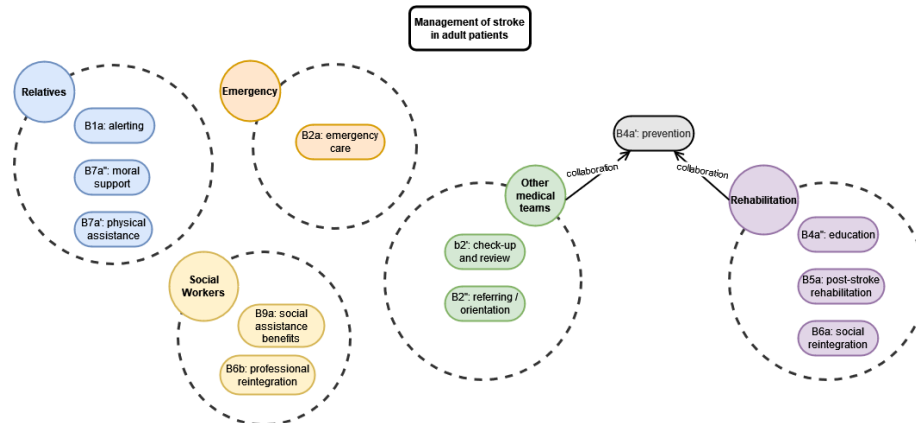 Management of stroke
in adult patients
Relatives
B1a: alerting
B7a": moral
support
B7a': physical
assistance
Emergency
B2a: emergency
care
Social
Workers
B9a: social
assistance
benefits
B6b: professional
reintegration
Other
medical
teams
b2': check-up
and review
B2": referring /
orientation
collaboration
B4a': prevention
collaboration
Rehabilitation
B4a": education
B5a: post-stroke
rehabilitation
B6a: social
reintegration